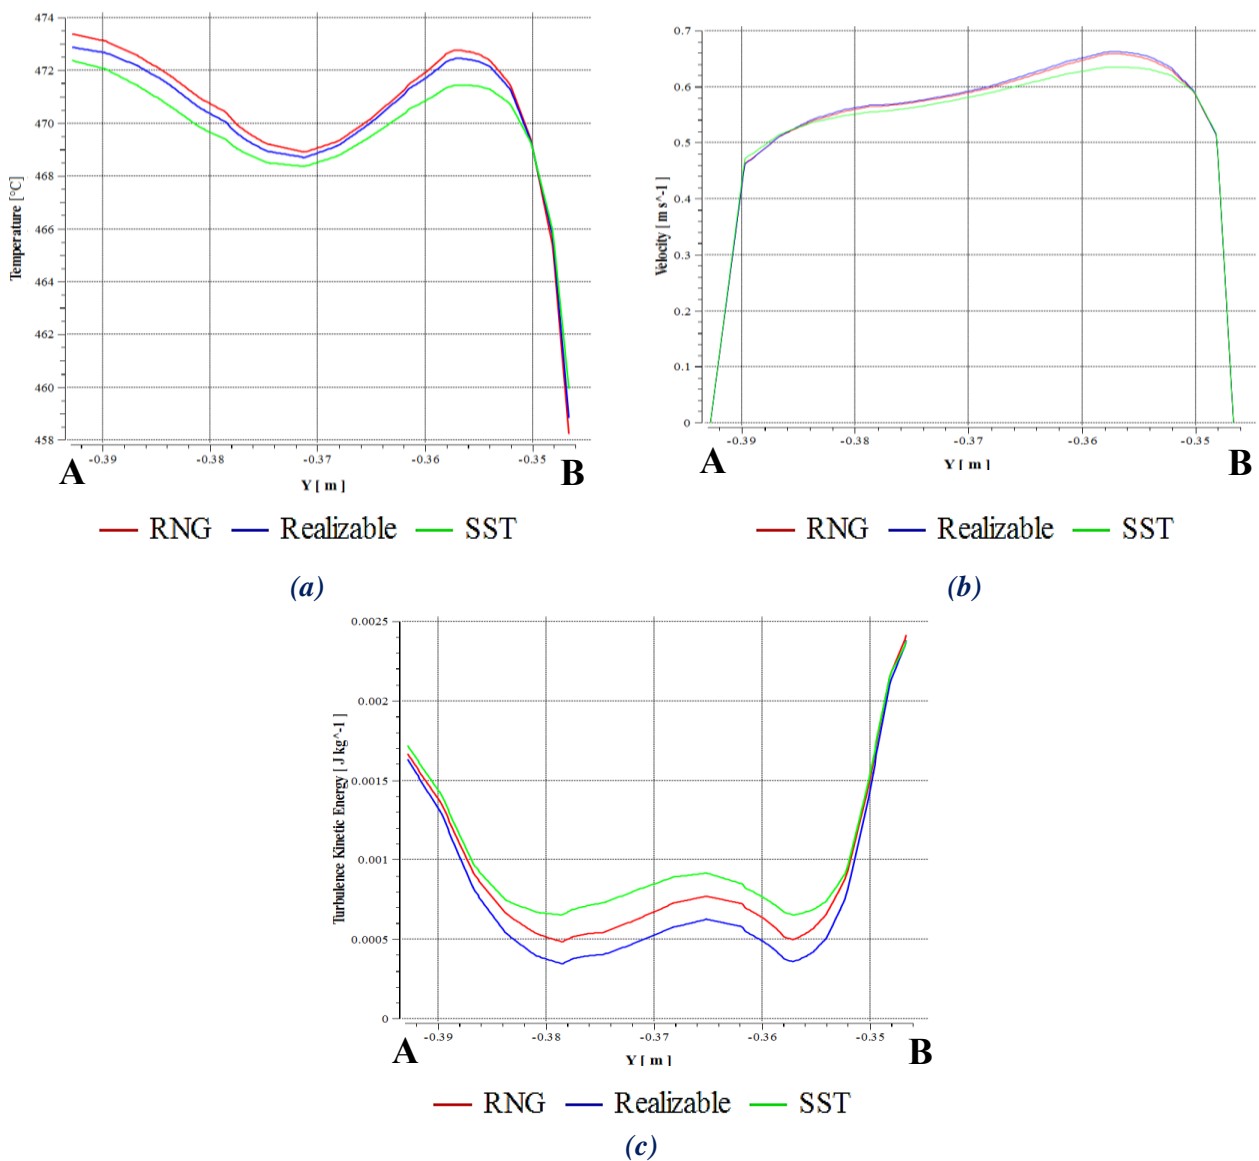 474
472
470
468
466
464
462
460
458
Temperature [°C]
-0.39 -0.38 -0.37 -0.36 -0.35
A B
Y [ m ]
RNG Realizable SST
(a)
0.7
0.6
0.5
0.4
0.3
0.2
0.1
0
Velocity [ m s^-1 ]
-0.39 -0.38 -0.37 -0.36 -0.35
A B
Y [ m ]
RNG Realizable SST
(b)
0.0025
0.002
0.0015
0.001
0.0005
0
Turbulence Kinetic Energy [ J kg^-1 ]
-0.39 -0.38 -0.37 -0.36 -0.35
A B
Y [ m ]
RNG Realizable SST
(c)